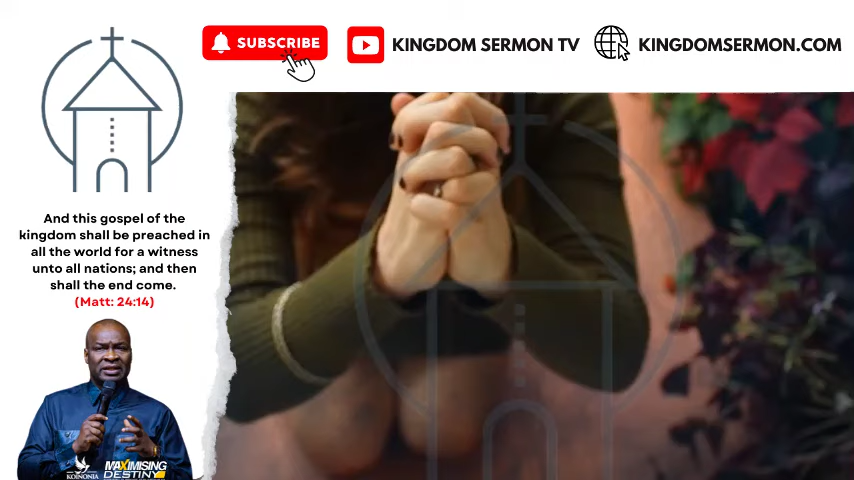 SUBSCRIBE
KINGDOM SERMON TV
KINGDOMSERMON.COM
And this gospel of the
kingdom shall be preached in
all the world for a witness
unto all nations; and then
shall the end come.
(Matt: 24:14)
KOINONIA
MAXIMISING
DESTINY